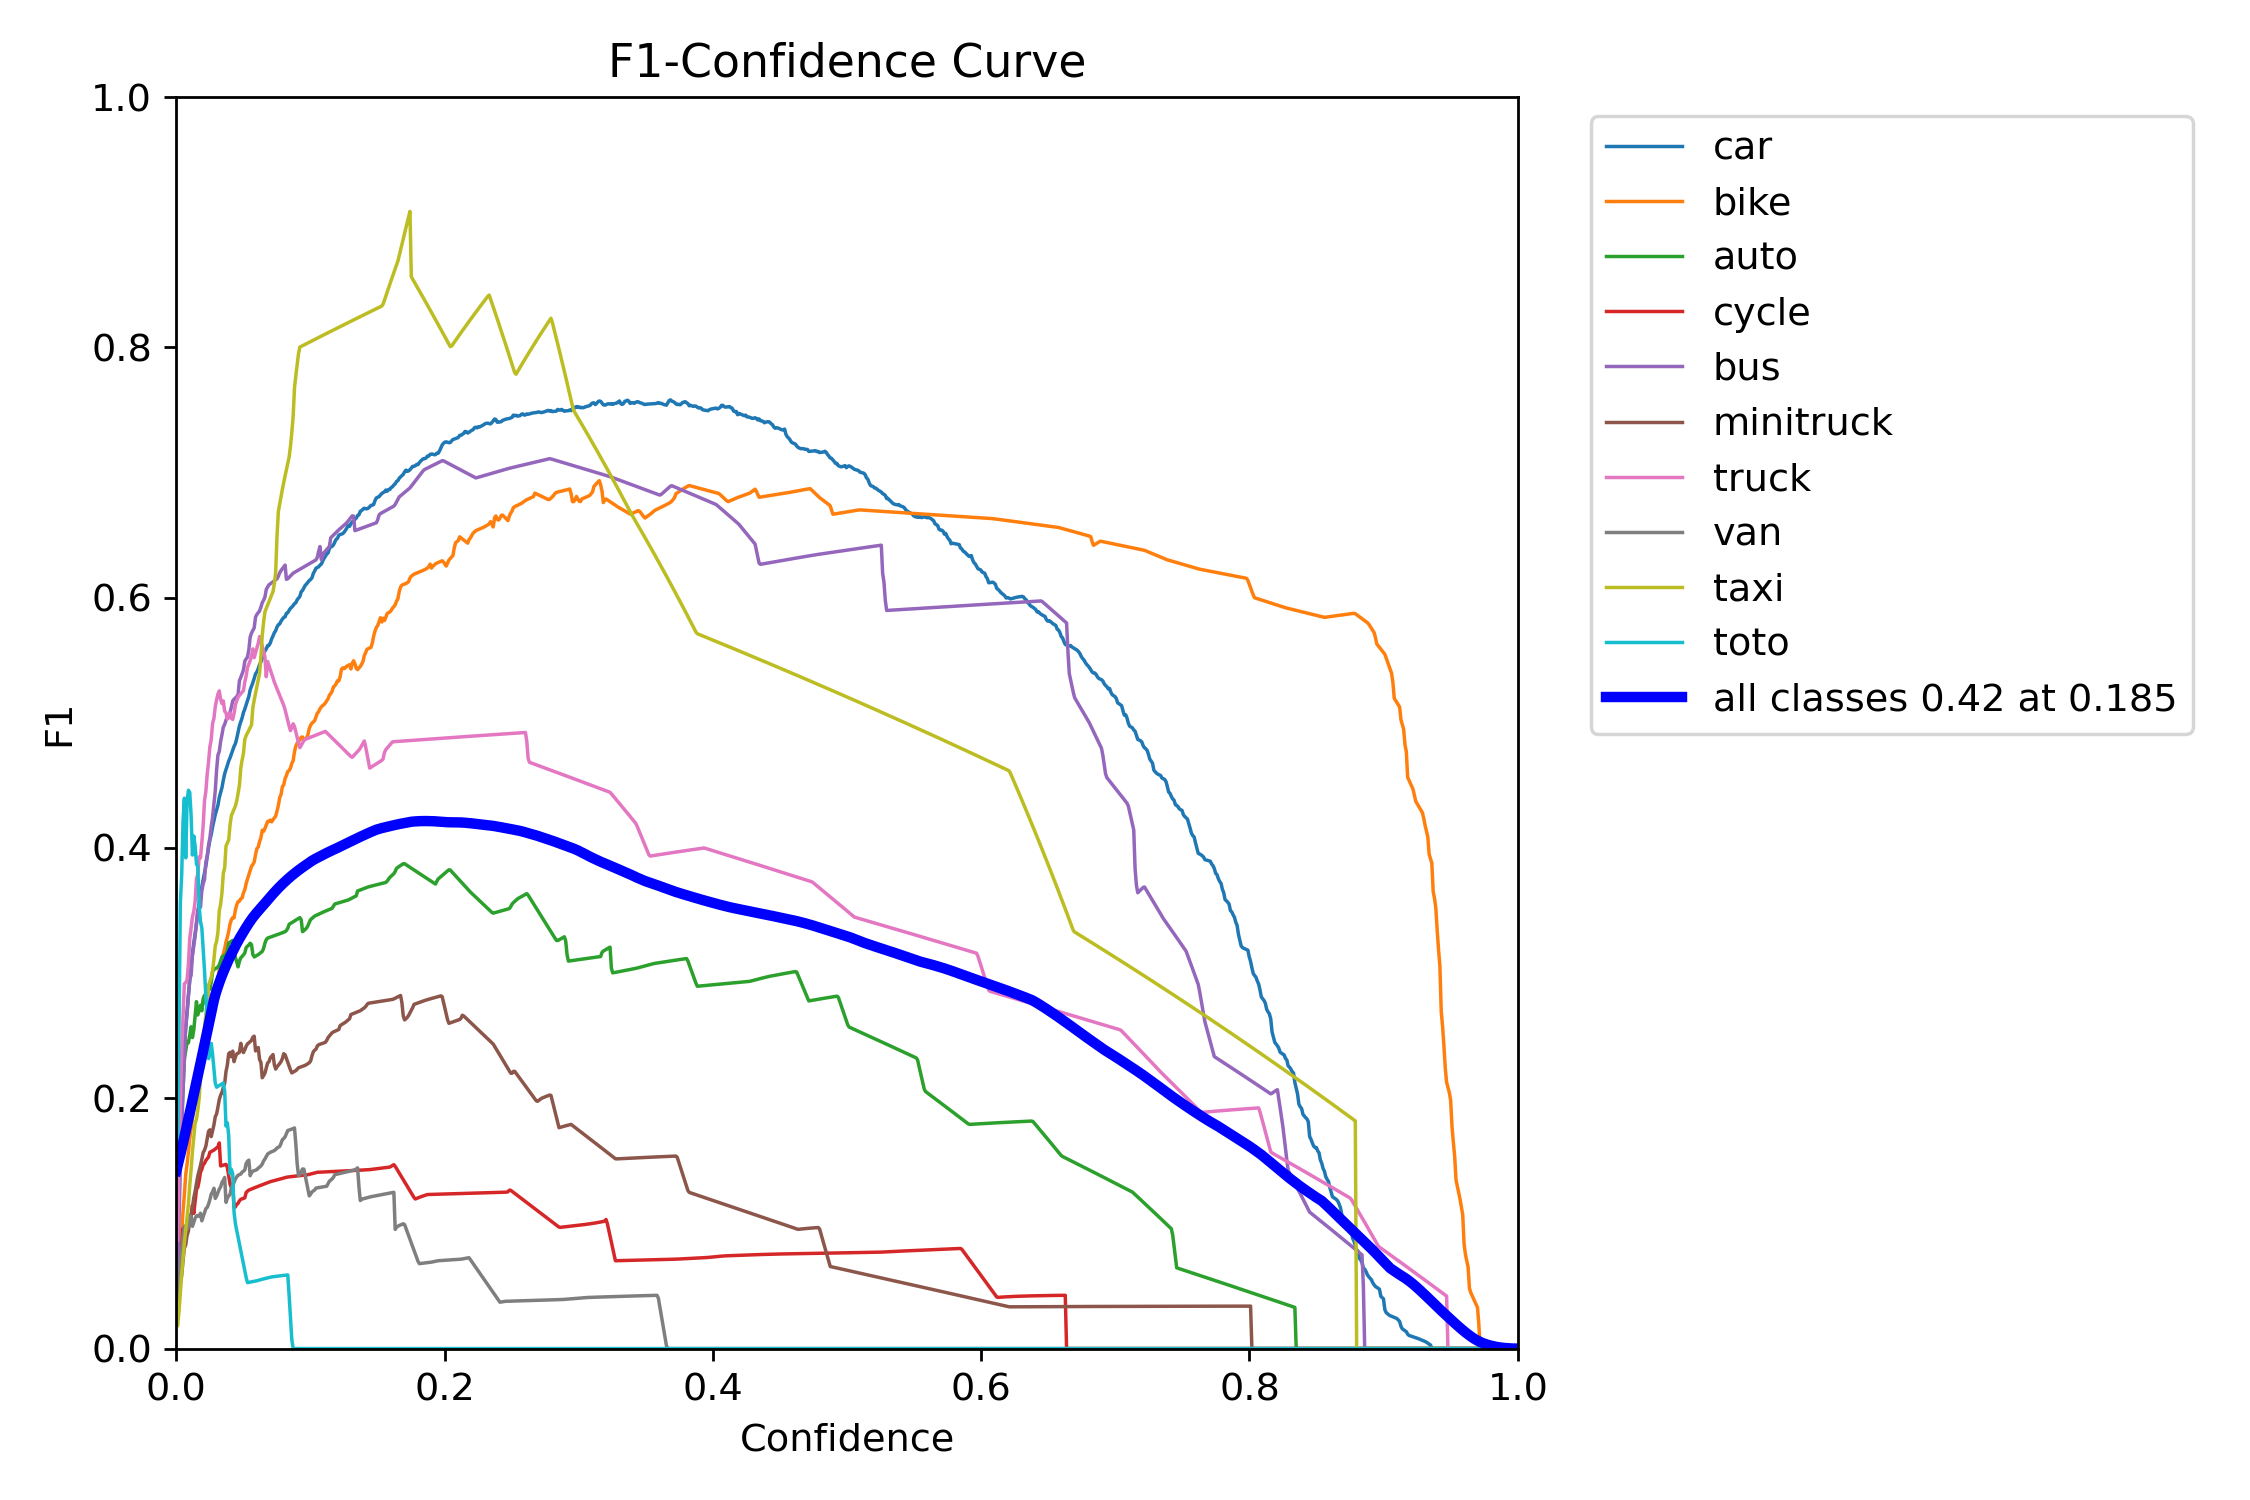 F1-Confidence Curve
1.0
0.8
0.6
0.4
0.2
0.0
F1
0.0 0.2 0.4 0.6 0.8 1.0
Confidence
car
bike
auto
cycle
bus
minitruck
truck
van
taxi
toto
all classes 0.42 at 0.185